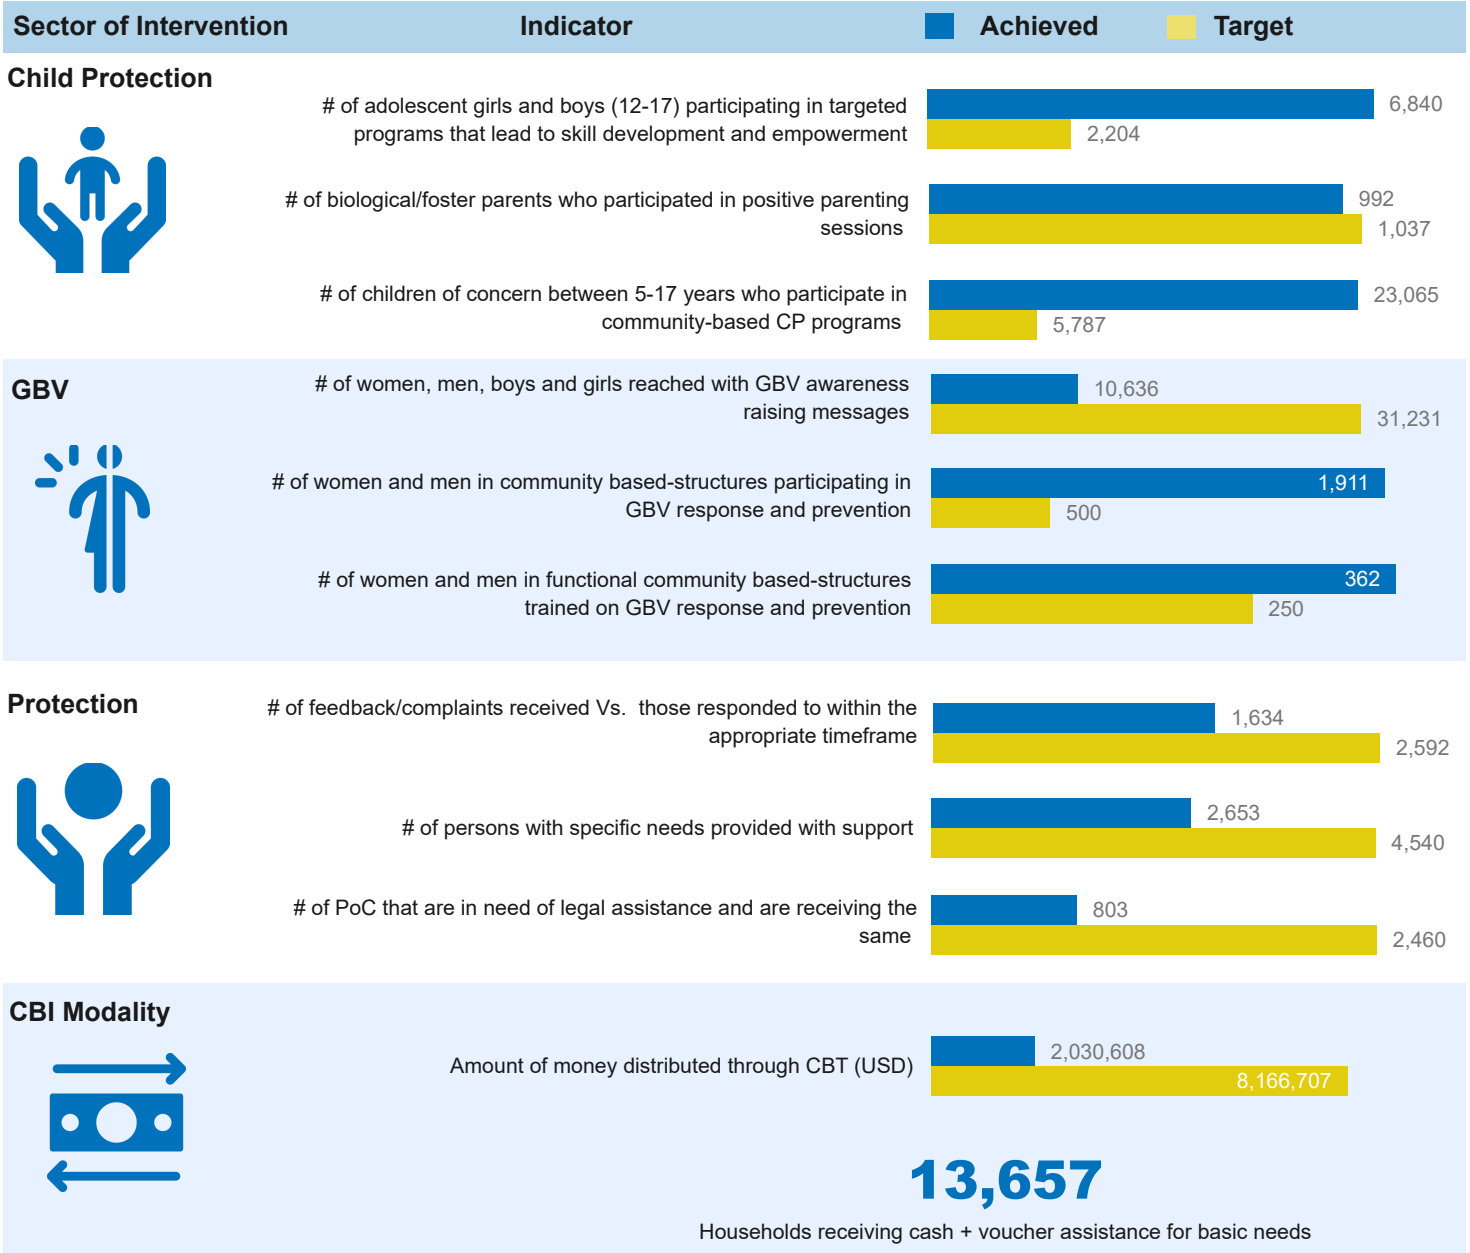 Sector of Intervention Indicator Achieved Target
Child Protection
# of adolescent girls and boys (12-17) participating in targeted
programs that lead to skill development and empowerment
6,840
2,204
# of biological/foster parents who participated in positive parenting
sessions
992
1,037
# of children of concern between 5-17 years who participate in
community-based CP programs
23,065
5,787
GBV
# of women, men, boys and girls reached with GBV awareness
raising messages
10,636
31,231
# of women and men in community based-structures participating in
GBV response and prevention
1,911
500
# of women and men in functional community based-structures
trained on GBV response and prevention
362
250
Protection
# of feedback/complaints received Vs. those responded to within the
appropriate timeframe
1,634
2,592
# of persons with specific needs provided with support
2,653
4,540
# of PoC that are in need of legal assistance and are receiving the
same
803
2,460
CBI Modality
Amount of money distributed through CBT (USD)
2,030,608
8,166,707
13,657
Households receiving cash + voucher assistance for basic needs